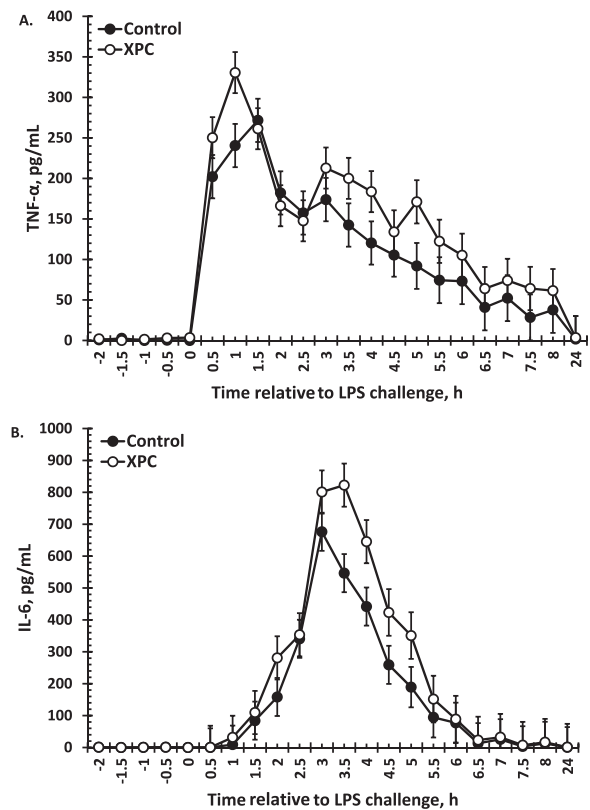 A.
Control
XPC
TNF-α, pg/mL
400
350
300
250
200
150
100
50
0
-2 -1.5 -1 -0.5 0 0.5 1 1.5 2 2.5 3 3.5 4 4.5 5 5.5 6 6.5 7 7.5 8 24
Time relative to LPS challenge, h
B.
Control
XPC
IL-6, pg/mL
1000
900
800
700
600
500
400
300
200
100
0
-2 -1.5 -1 -0.5 0 0.5 1 1.5 2 2.5 3 3.5 4 4.5 5 5.5 6 6.5 7 7.5 8 24
Time relative to LPS challenge, h